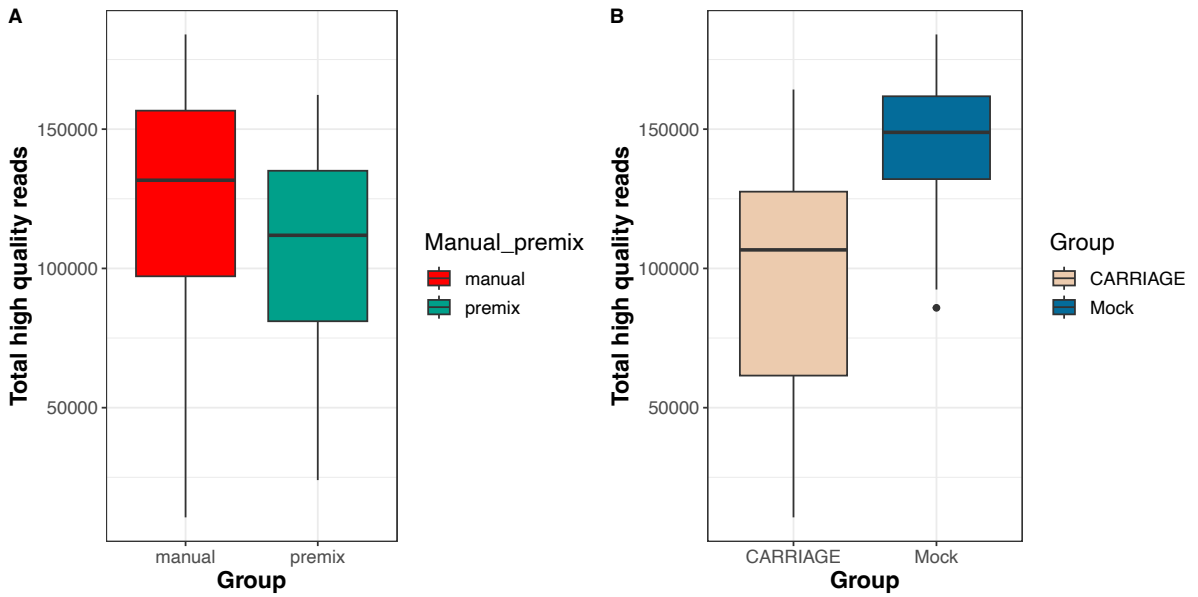 A
Total high quality reads
150000
100000
50000
manual premix
Group
Manual_premix
manual
premix
B
Total high quality reads
150000
100000
50000
CARRIAGE Mock
Group
Group
CARRIAGE
Mock